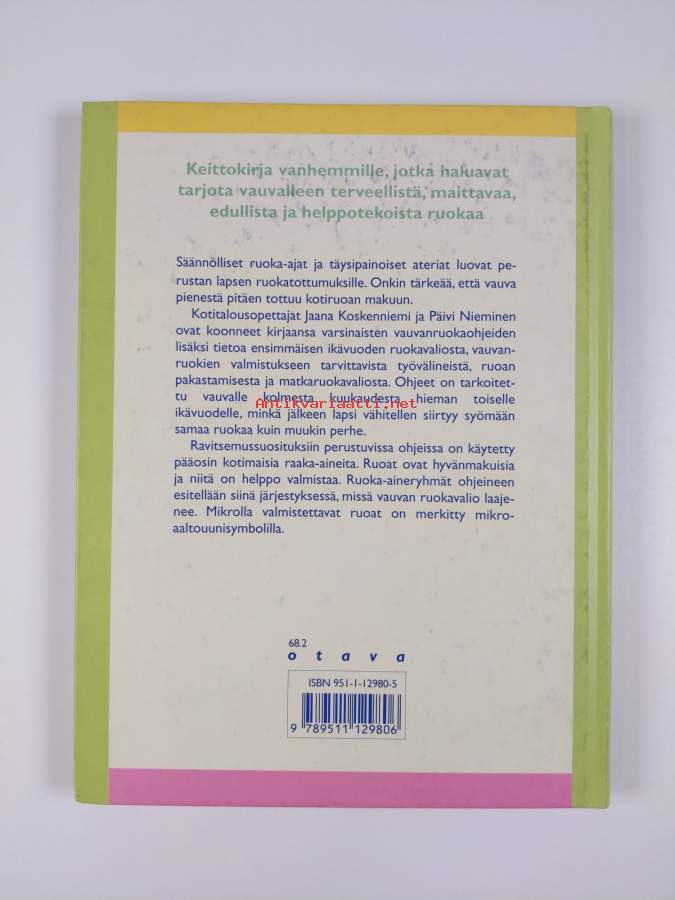 Keittokirja vanhemmille, jotka haluavat
tarjota vauvalleen terveellistä, maittavaa,
edullista ja helppotekoista ruokaa
Säännölliset ruoka-ajat ja täysipainoiset ateriat luovat pe-
rustan lapsen ruokatottumuksille. Onkin tärkeää, että vauva
pienestä pitäen tottuu kotiruoan makuun.
Kotitalousopettajat Jaana Koskenniemi ja Päivi Nieminen
ovat koonneet kirjaansa varsinaisten vauvanruokaohjeiden
lisäksi tietoa ensimmäisen ikävuoden ruokavaliosta, vauvan-
ruokien valmistukseen tarvittavista työvälineistä, ruoan
pakastamisesta ja matkaruokavaliosta. Ohjeet on tarkoitet-
tu vauvalle kolmesta kuukaudesta hieman toiselle
Antikvariaatti.net
ikävuodelle, minkä jälkeen lapsi vähitellen siirtyy syömään
samaa ruokaa kuin muukin perhe.
Ravitsemussuosituksiin perustuvissa ohjeissa on käytetty
pääosin kotimaisia raaka-aineita. Ruoat ovat hyvänmakuisia
ja niitä on helppo valmistaa. Ruoka-aineryhmät ohjeineen
esitellään siinä järjestyksessä, missä vauvan ruokavalio laaje-
nee. Mikrolla valmistettavat ruoat on merkitty mikro-
aaltouunisymbolilla.
68.2
otava
ISBN 951-1-12980-5
9 789511 129806